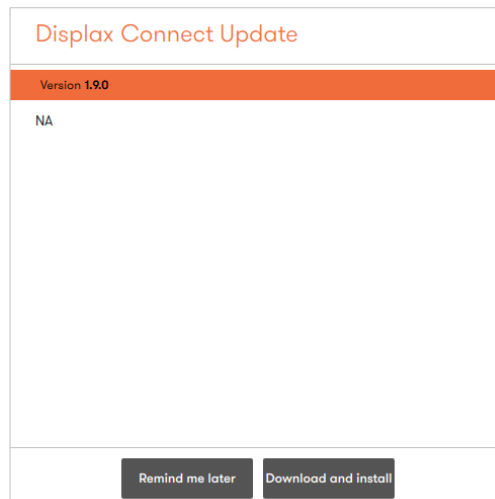 Displax Connect Update
Version 1.9.0
NA
Remind me later
Download and install